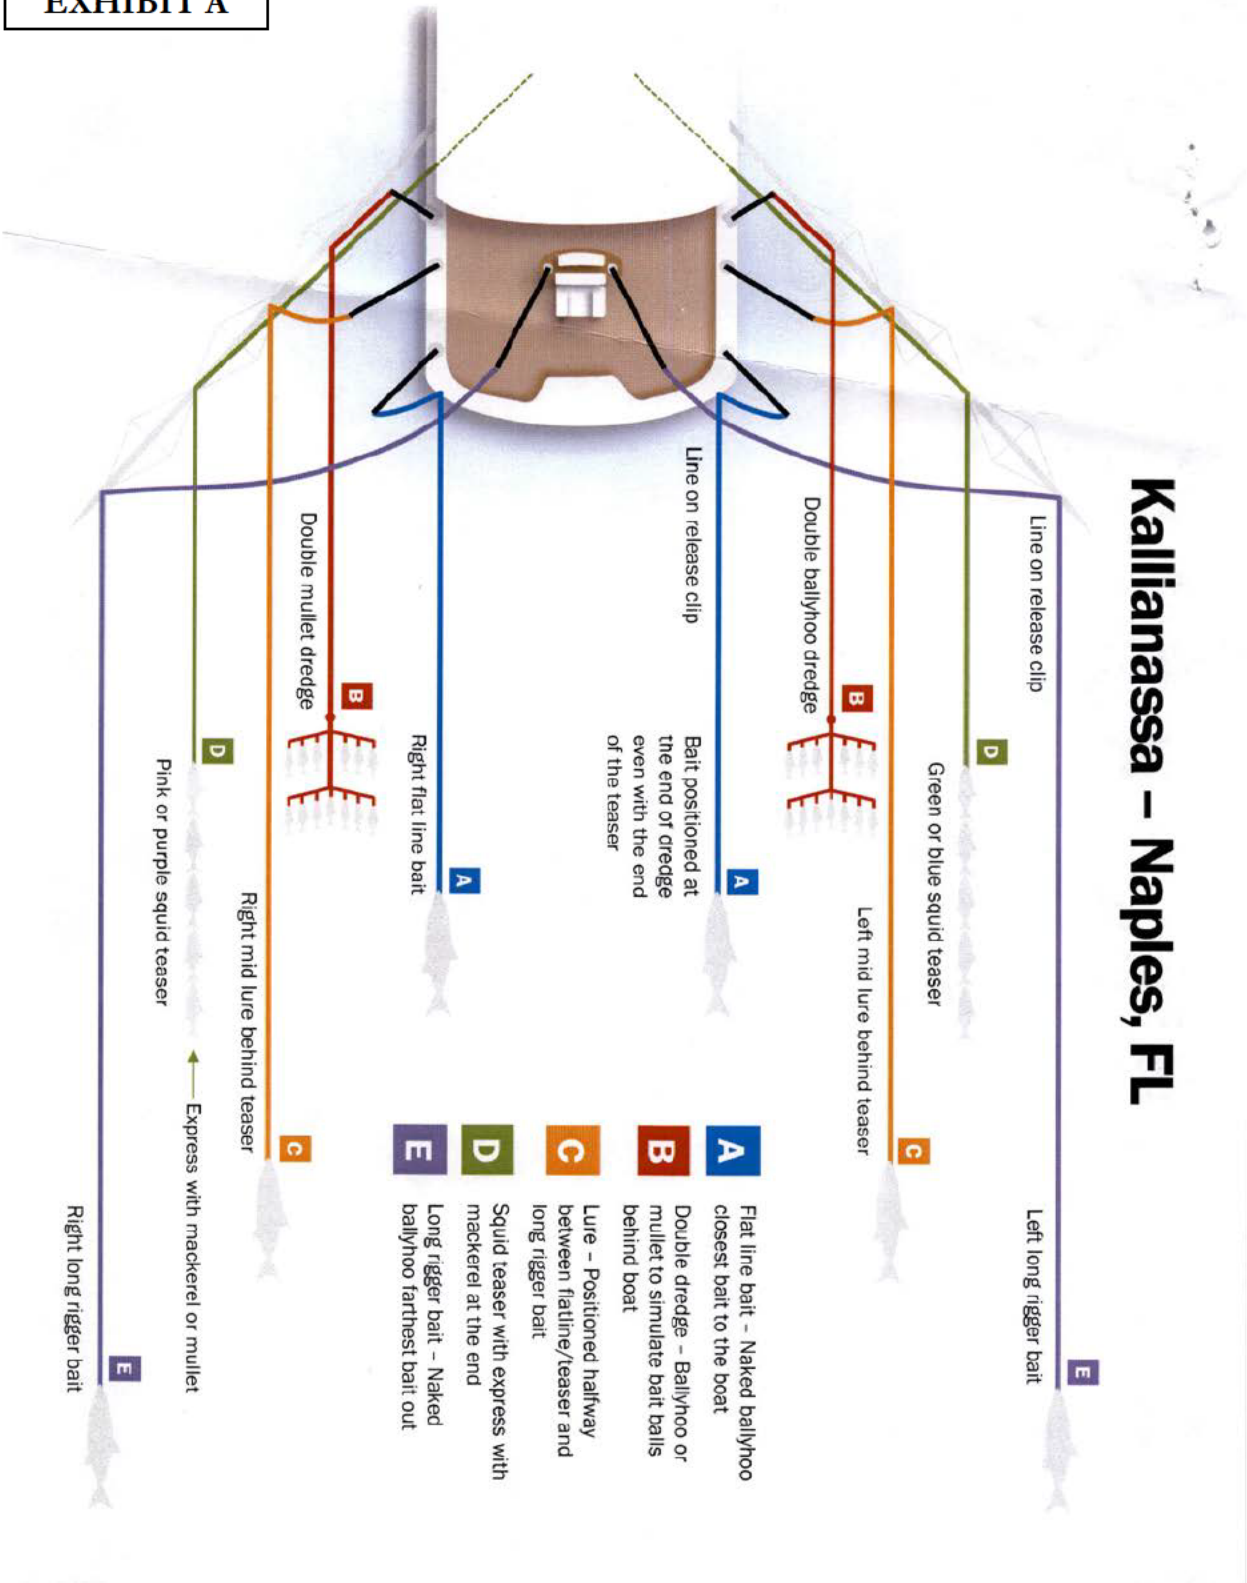 EXHIBIT A
Kallianassa – Naples, FL
Line on release clip
Left long rigger bait
E
D
Green or blue squid teaser
Left mid lure behind teaser
C
B
Double ballyhoo dredge
Line on release clip
A
Bait positioned at
the end of dredge
even with the end
of the teaser
A
Right flat line bait
B
Double mullet dredge
C
Right mid lure behind teaser
D
Pink or purple squid teaser
Express with mackerel or mullet
E
Right long rigger bait
A
Flat line bait – Naked ballyhoo
closest bait to the boat
B
Double dredge – Ballyhoo or
mullet to simulate bait balls
behind boat
C
Lure – Positioned halfway
between flatline/teaser and
long rigger bait
D
Squid teaser with express with
mackerel at the end
E
Long rigger bait – Naked
ballyhoo farthest bait out